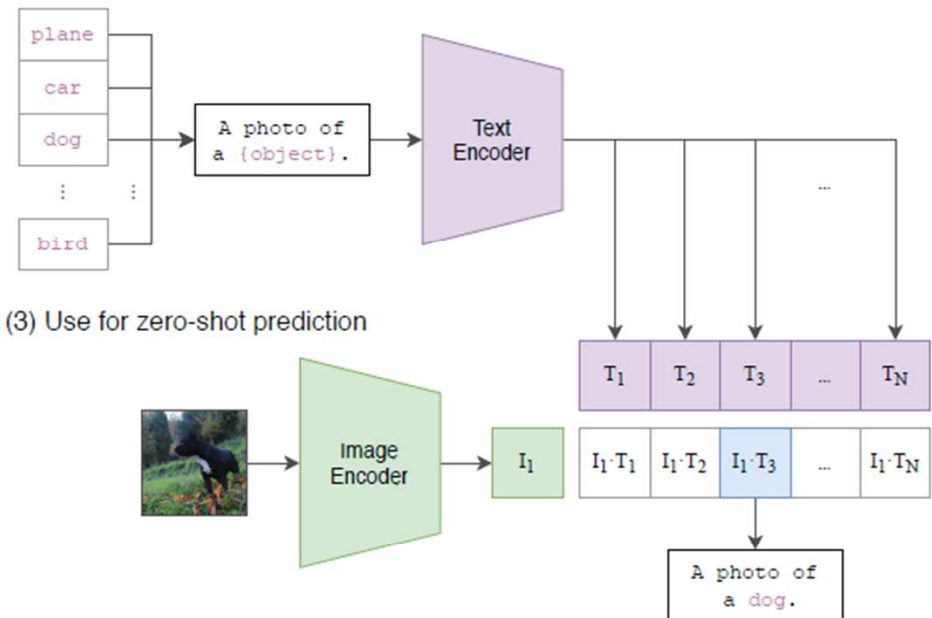 plane
car
dog
⋮ ⋮
bird
A photo of
a {object}.
Text
Encoder
...
(3) Use for zero-shot prediction
T1 T2 T3 ... TN
Image
Encoder
I1
I1·T1 I1·T2 I1·T3 ... I1·TN
A photo of
a dog.